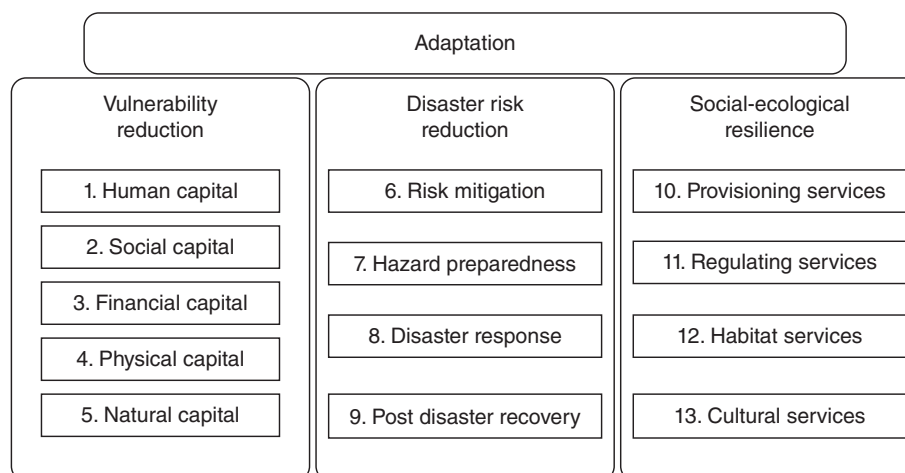 Adaptation
Vulnerability
reduction
1. Human capital
2. Social capital
3. Financial capital
4. Physical capital
5. Natural capital
Disaster risk
reduction
6. Risk mitigation
7. Hazard preparedness
8. Disaster response
9. Post disaster recovery
Social-ecological
resilience
10. Provisioning services
11. Regulating services
12. Habitat services
13. Cultural services